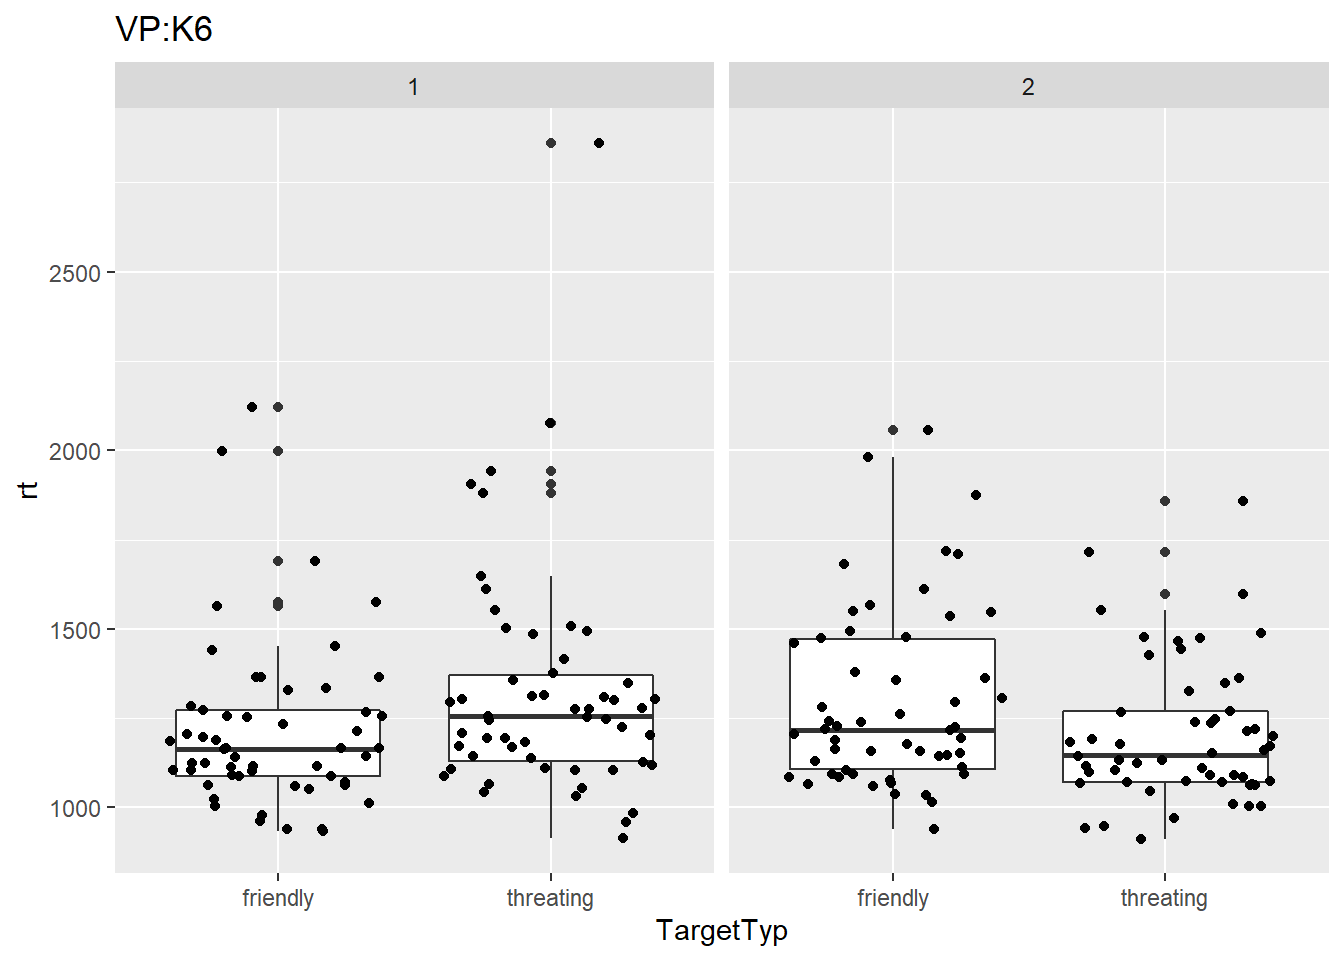 VP:K6
1
2
2500
2000
1500
1000
rt
friendly
threating
friendly
threating
TargetTyp